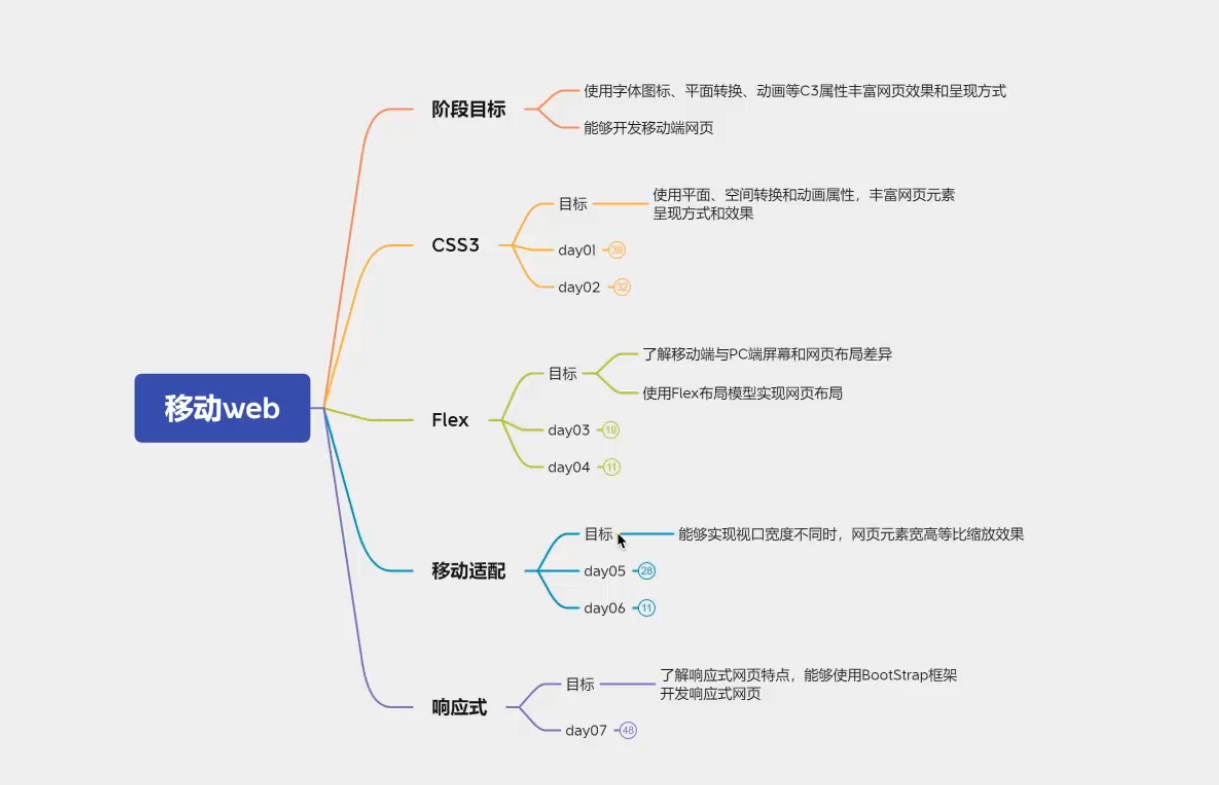 移动web
阶段目标
使用字体图标、平面转换、动画等C3属性丰富网页效果和呈现方式
能够开发移动端网页
CSS3
目标
使用平面、空间转换和动画属性，丰富网页元素
呈现方式和效果
day01
day02 32
Flex
目标
了解移动端与PC端屏幕和网页布局差异
使用Flex布局模型实现网页布局
day03 19
day04 11
移动适配
目标
能够实现视口宽度不同时，网页元素宽高等比缩放效果
day05 28
day06 11
响应式
目标
了解响应式网页特点，能够使用BootStrap框架
开发响应式网页
day07 48